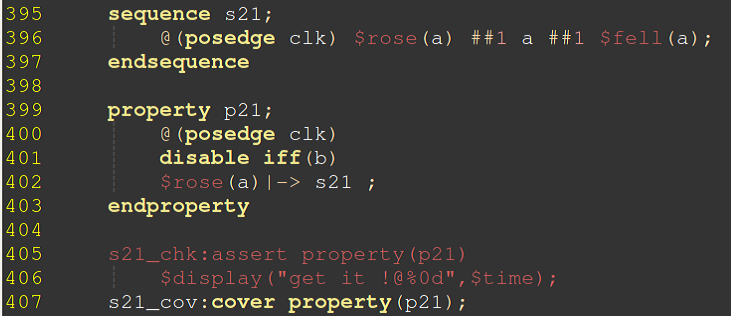 395 sequence s21;
396 @(posedge clk) $rose(a) ##1 a ##1 $fell(a);
397 endsequence
398
399 property p21;
400 @(posedge clk)
401 disable iff(b)
402 $rose(a)|-> s21 ;
403 endproperty
404
405 s21_chk:assert property(p21)
406 $display("get it !@%0d",$time);
407 s21_cov:cover property(p21);